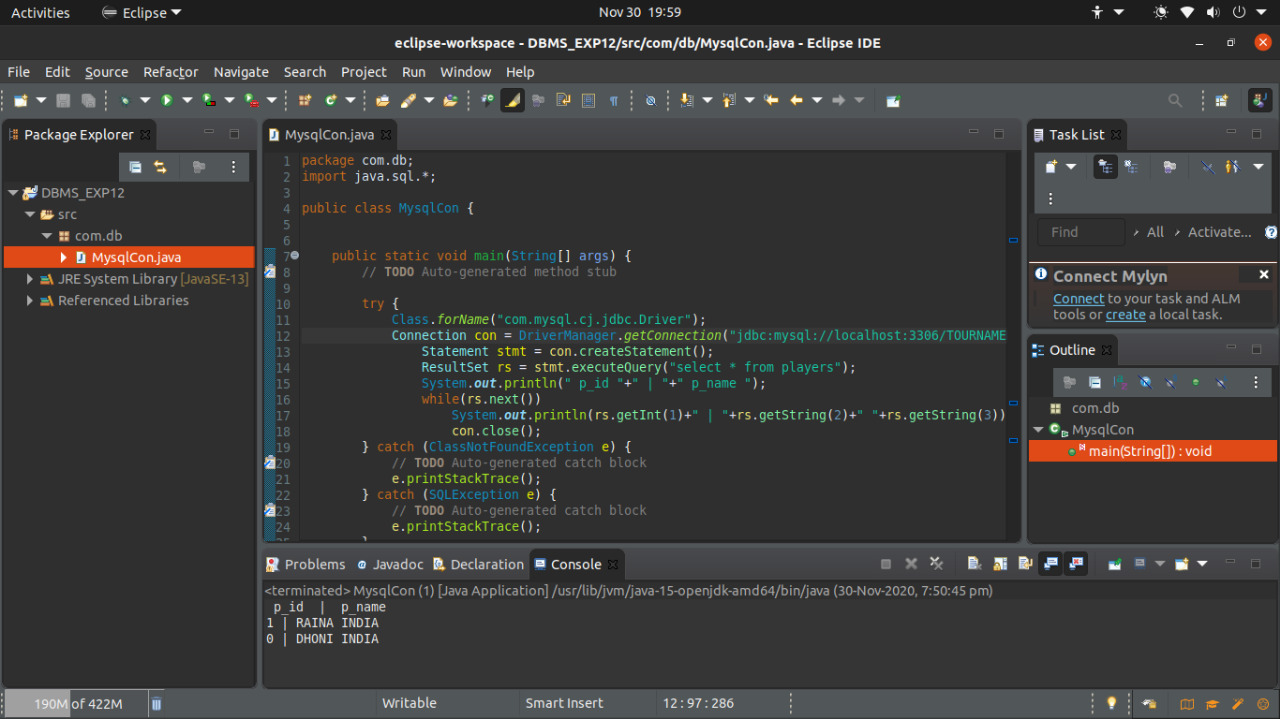 Activities Eclipse Nov 30 19:59
eclipse-workspace - DBMS_EXP12/src/com/db/MysqlCon.java - Eclipse IDE
File Edit Source Refactor Navigate Search Project Run Window Help
Package Explorer
DBMS_EXP12
src
com.db
MysqlCon.java
JRE System Library [JavaSE-13]
Referenced Libraries
MysqlCon.java
1 package com.db;
2 import java.sql.*;
3
4 public class MysqlCon {
5
6
7 public static void main(String[] args) {
8 // TODO Auto-generated method stub
9
10 try {
11 Class.forName("com.mysql.cj.jdbc.Driver");
12 Connection con = DriverManager.getConnection("jdbc:mysql://localhost:3306/TOURNAME
13 Statement stmt = con.createStatement();
14 ResultSet rs = stmt.executeQuery("select * from players");
15 System.out.println(" p_id "+" | "+" p_name ");
16 while(rs.next())
17 System.out.println(rs.getInt(1)+" | "+rs.getString(2)+" "+rs.getString(3))
18 con.close();
19 } catch (ClassNotFoundException e) {
20 // TODO Auto-generated catch block
21 e.printStackTrace();
22 } catch (SQLException e) {
23 // TODO Auto-generated catch block
24 e.printStackTrace();
Task List
Find All Activate...
Connect Mylyn
Connect to your task and ALM
tools or create a local task.
Outline
com.db
MysqlCon
main(String[]) : void
Problems Javadoc Declaration Console
<terminated> MysqlCon (1) [Java Application] /usr/lib/jvm/java-15-openjdk-amd64/bin/java (30-Nov-2020, 7:50:45 pm)
p_id | p_name
1 | RAINA INDIA
0 | DHONI INDIA
190M of 422M Writable Smart Insert 12 : 97 : 286